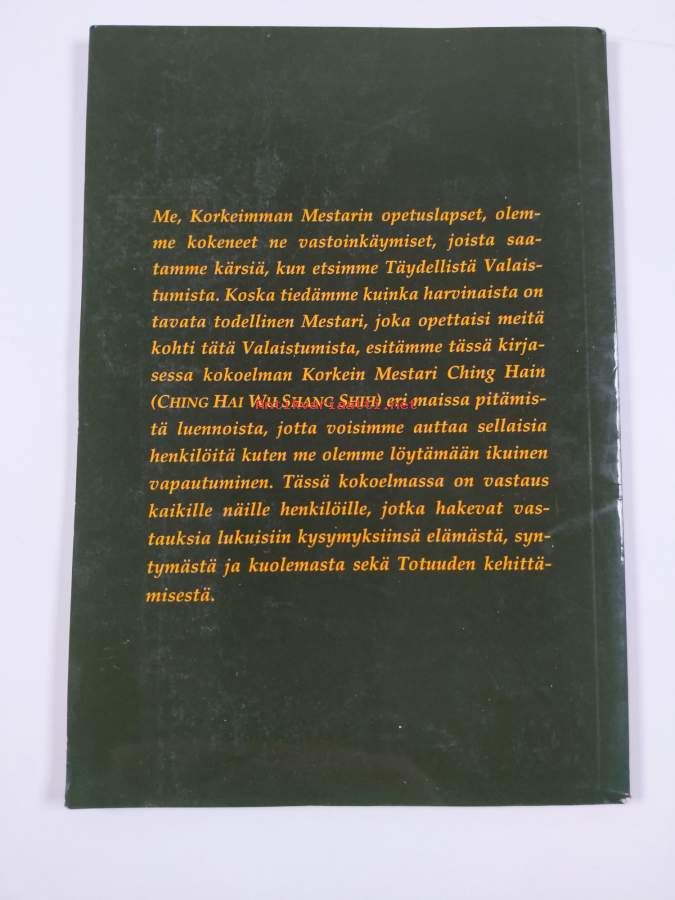 Me, Korkeimman Mestarin opetuslapset, olem-
me kokeneet ne vastoinkäymiset, joista saa-
tamme kärsiä, kun etsimme Täydellistä Valais-
tumista. Koska tiedämme kuinka harvinaista on
tavata todellinen Mestari, joka opettaisi meitä
kohti tätä Valaistumista, esitämme tässä kirja-
sessa kokoelman Korkein Mestari Ching Hain
(CHING HAI WU SHANG SHIH) eri maissa pitämis-
Antikvariaatti.net
tä luennoista, jotta voisimme auttaa sellaisia
henkilöitä kuten me olemme löytämään ikuinen
vapautuminen. Tässä kokoelmassa on vastaus
kaikille näille henkilöille, jotka hakevat vas-
tauksia lukuisiin kysymyksiinsä elämästä, syn-
tymästä ja kuolemasta sekä Totuuden kehittä-
misestä.